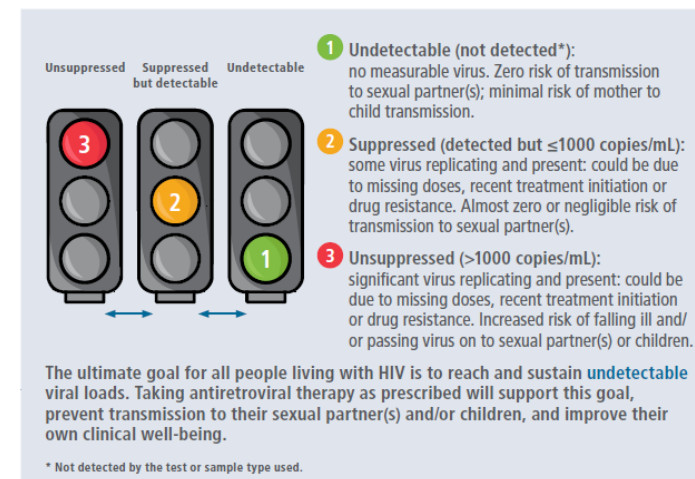 Unsuppressed
Suppressed
but detectable
Undetectable
3
2
1
1 Undetectable (not detected*):
no measurable virus. Zero risk of transmission
to sexual partner(s); minimal risk of mother to
child transmission.
2 Suppressed (detected but ≤1000 copies/mL):
some virus replicating and present: could be due
to missing doses, recent treatment initiation or
drug resistance. Almost zero or negligible risk of
transmission to sexual partner(s).
3 Unsuppressed (>1000 copies/mL):
significant virus replicating and present: could be
due to missing doses, recent treatment initiation
or drug resistance. Increased risk of falling ill and/
or passing virus on to sexual partner(s) or children.
The ultimate goal for all people living with HIV is to reach and sustain undetectable
viral loads. Taking antiretroviral therapy as prescribed will support this goal,
prevent transmission to their sexual partner(s) and/or children, and improve their
own clinical well-being.
* Not detected by the test or sample type used.